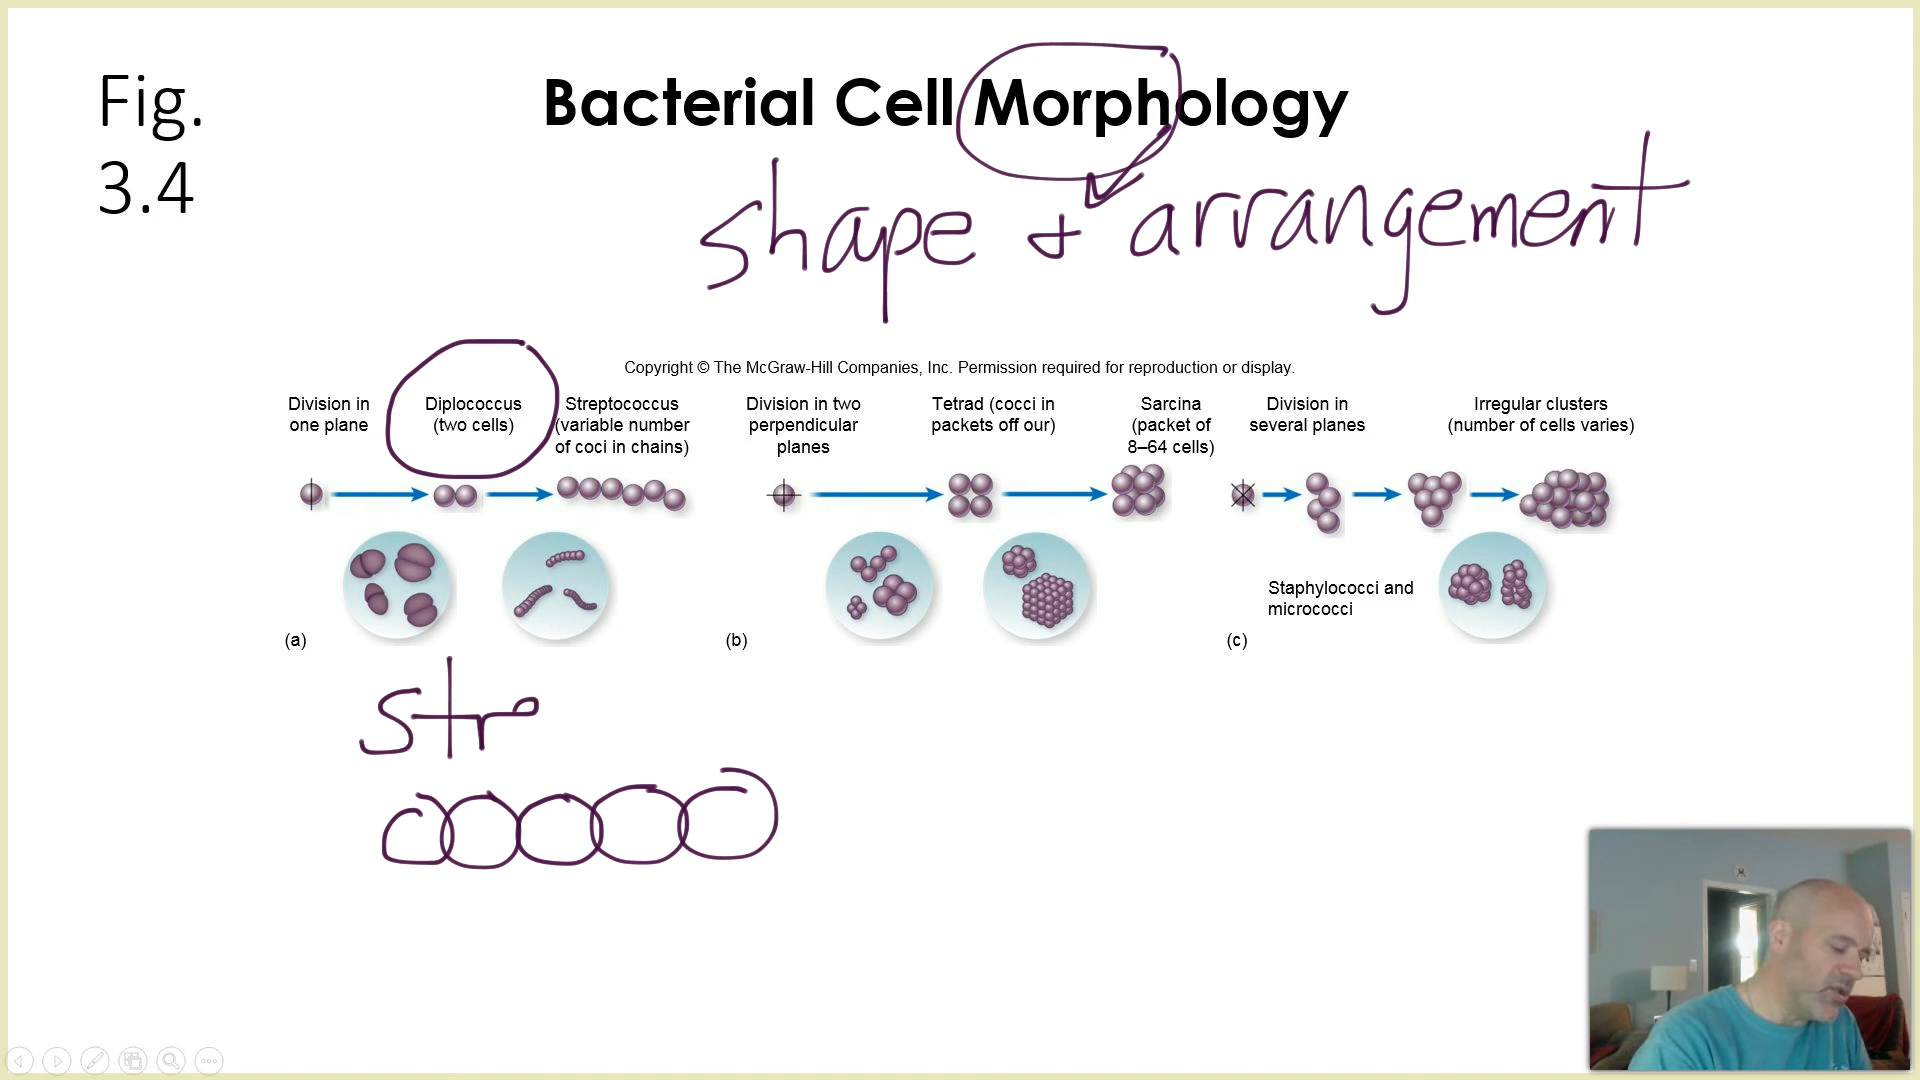 Fig.
3.4
Bacterial Cell Morphology
shape + arrangement
Copyright © The McGraw-Hill Companies, Inc. Permission required for reproduction or display.
Division in
one plane
Diplococcus
(two cells)
Streptococcus
(variable number
of coci in chains)
Division in two
perpendicular
planes
Tetrad (cocci in
packets off our)
Sarcina
(packet of
8–64 cells)
Division in
several planes
Irregular clusters
(number of cells varies)
Staphylococci and
micrococci
(a)
(b)
(c)
stre